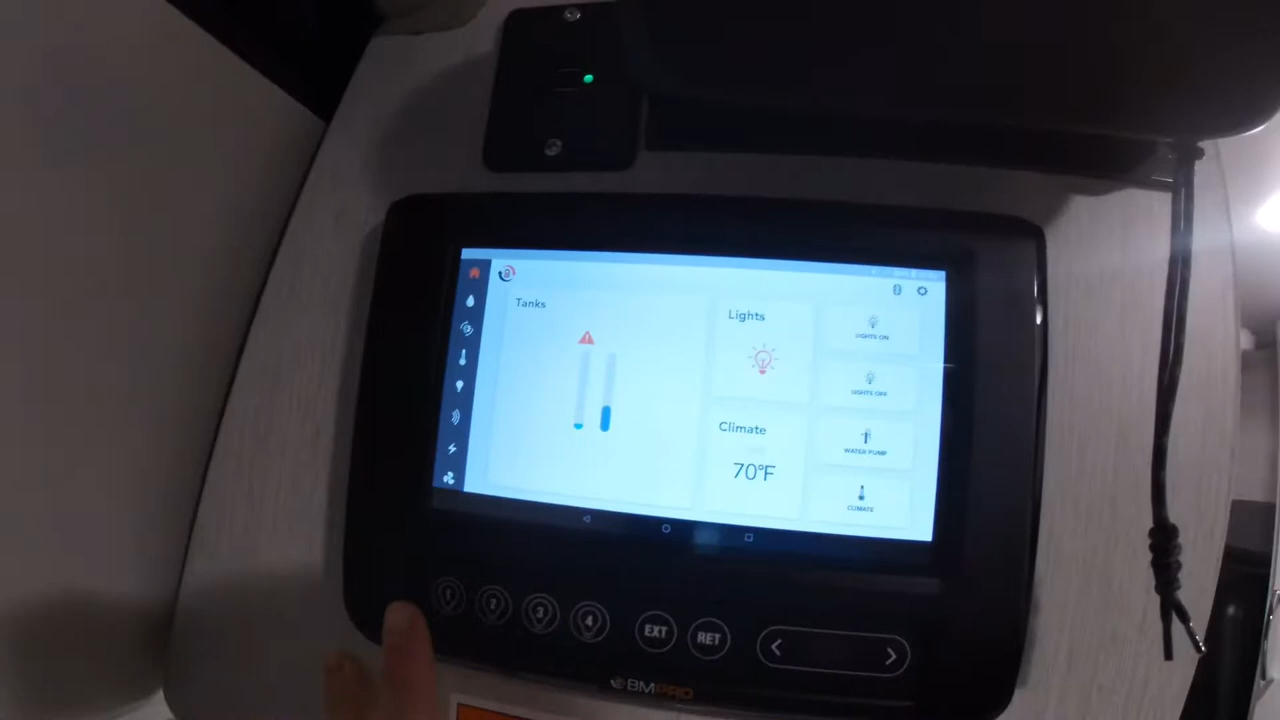 Tanks
Lights
LIGHTS ON
LIGHTS OFF
Climate
70°F
WATER PUMP
CLIMATE
1
2
3
4
EXT
RET
< >
BMPRO